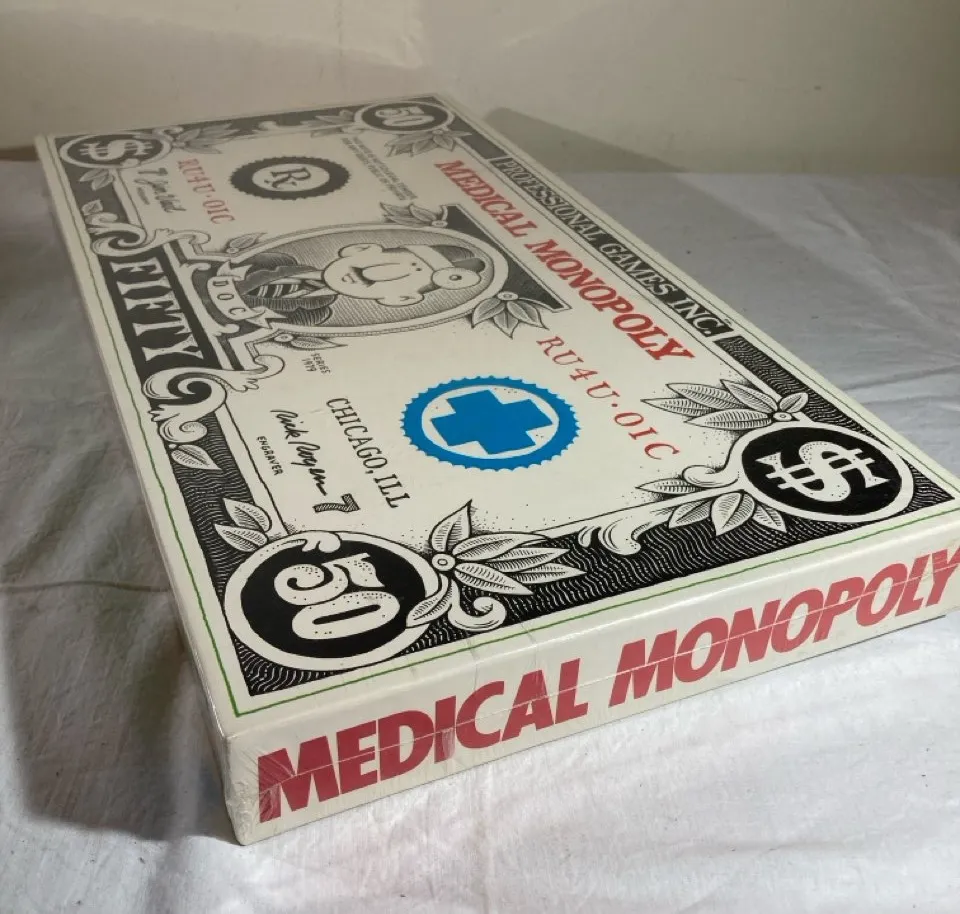 PROFESSIONAL GAMES INC.
50
$
MEDICAL MONOPOLY
RU4U·OIC
Rx
DOC
FIFTY
RU4U·OIC
SERIES
1979
CHICAGO, ILL
ENGRAVER
50
$
MEDICAL MONOPOLY